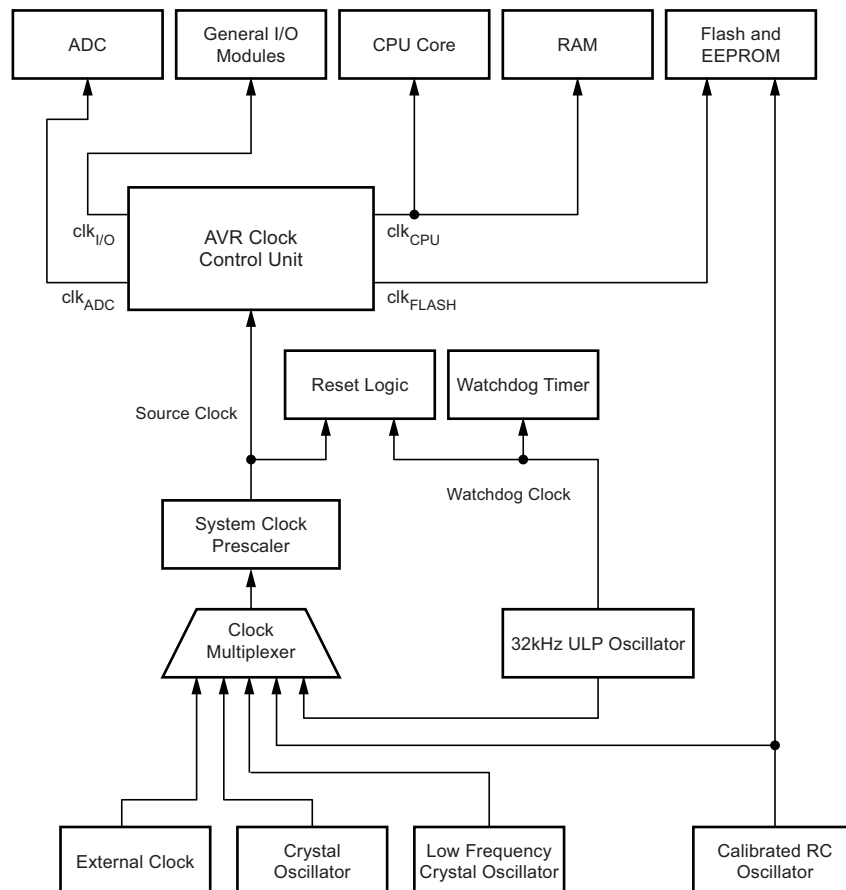 ADC
General I/O
Modules
CPU Core
RAM
Flash and
EEPROM
clkI/O
AVR Clock
Control Unit
clkCPU
clkADC
clkFLASH
Reset Logic
Watchdog Timer
Source Clock
Watchdog Clock
System Clock
Prescaler
Clock
Multiplexer
32kHz ULP Oscillator
External Clock
Crystal
Oscillator
Low Frequency
Crystal Oscillator
Calibrated RC
Oscillator